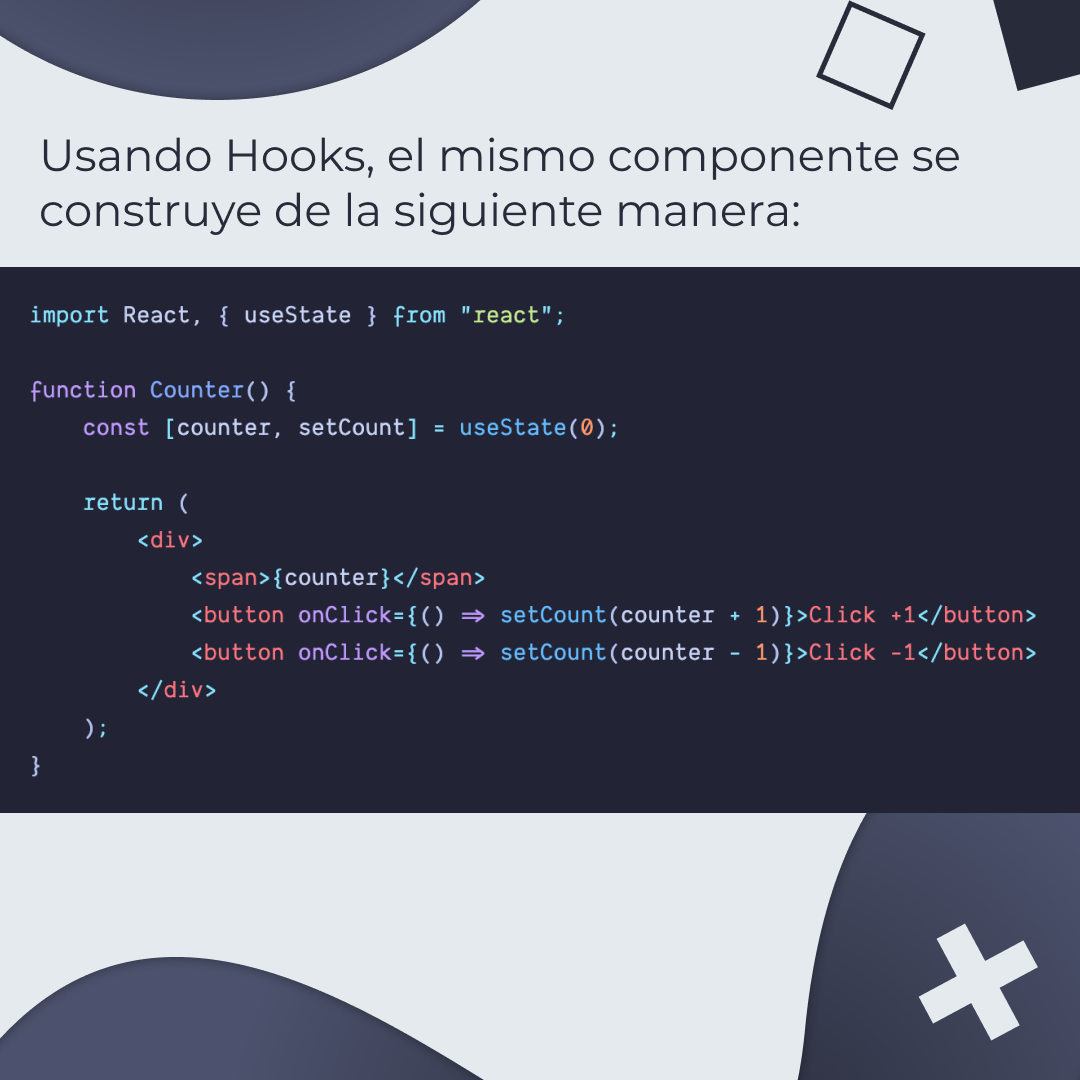 Usando Hooks, el mismo componente se
construye de la siguiente manera:
import React, { useState } from "react";
function Counter() {
    const [counter, setCount] = useState(0);
    return (
        <div>
            <span>{counter}</span>
            <button onClick={() => setCount(counter + 1)}>Click +1</button>
            <button onClick={() => setCount(counter - 1)}>Click -1</button>
        </div>
    );
}